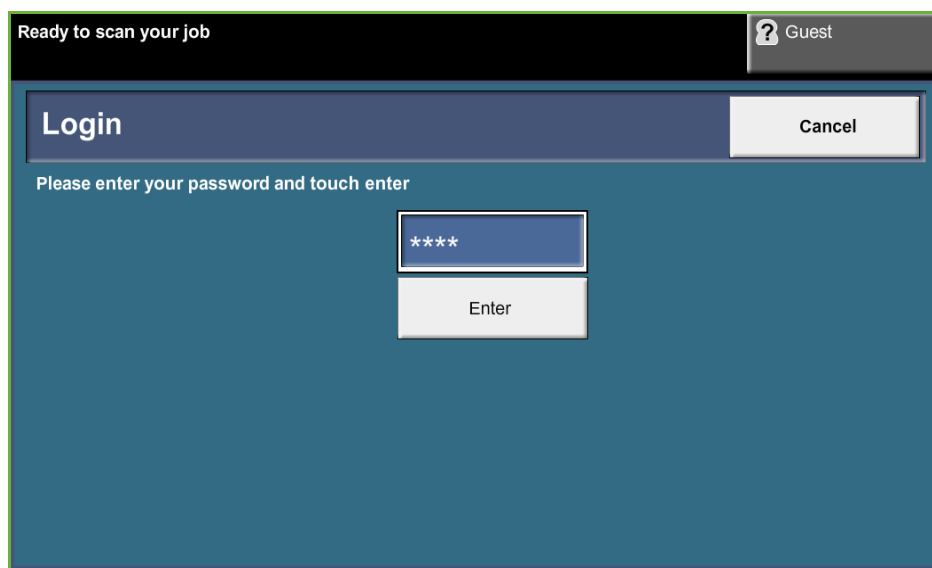 Ready to scan your job
? Guest
Login
Cancel
Please enter your password and touch enter
****
Enter